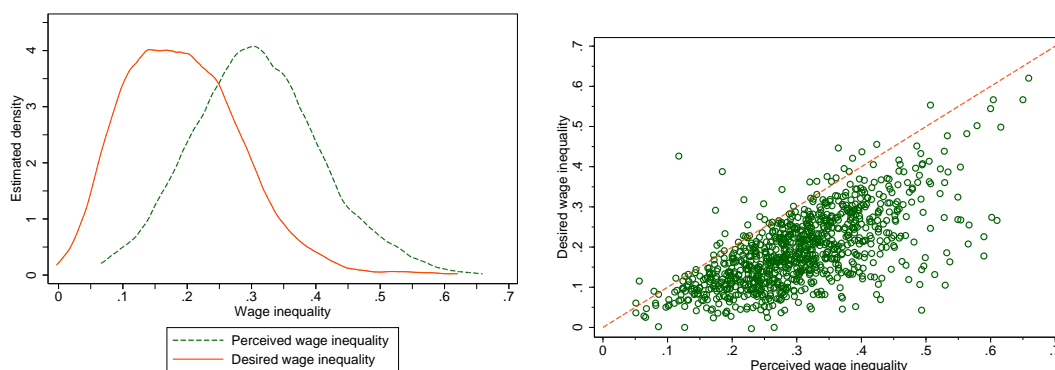 Estimated density
4
3
2
1
0
0 .1 .2 .3 .4 .5 .6 .7
Wage inequality
Perceived wage inequality
Desired wage inequality
Desired wage inequality
.7
.6
.5
.4
.3
.2
.1
0
0 .1 .2 .3 .4 .5 .6 .7
Perceived wage inequality